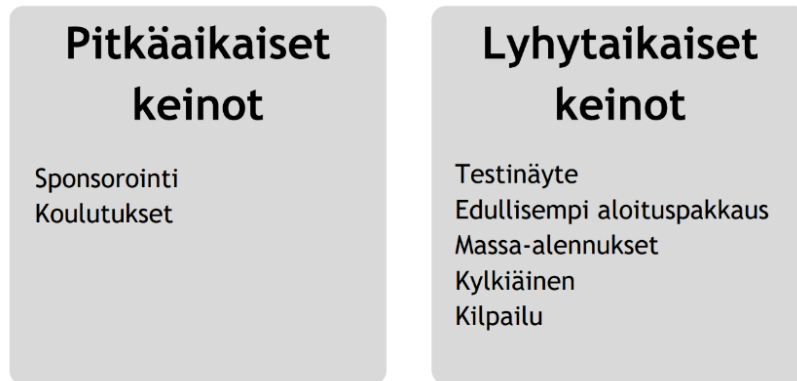 Pitkäaikaiset
keinot
Sponsorointi
Koulutukset
Lyhytaikaiset
keinot
Testinäyte
Edullisempi aloituspakkaus
Massa-alennukset
Kylkiäinen
Kilpailu